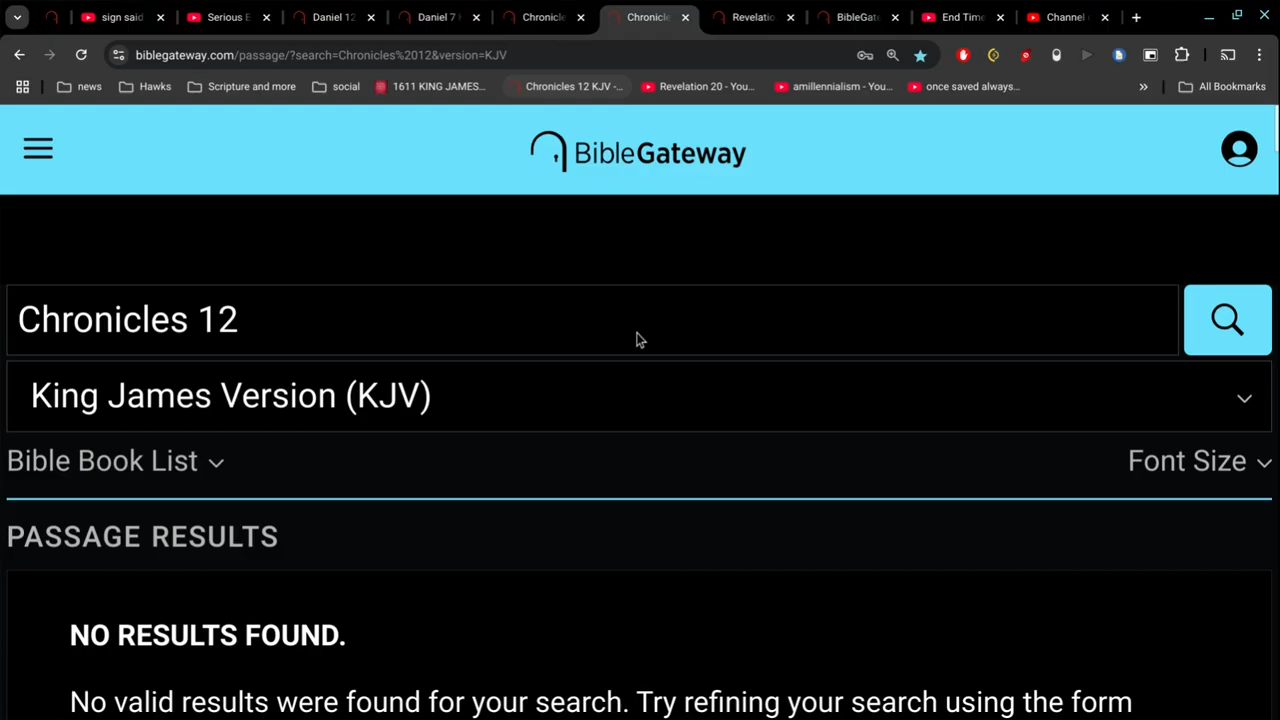 sign said
Serious E
Daniel 12
Daniel 7
Chronicle
Chronicle
Revelatio
BibleGat
End Time
Channel
biblegateway.com/passage/?search=Chronicles%2012&version=KJV
news
Hawks
Scripture and more
social
1611 KING JAMES...
Chronicles 12 KJV -...
Revelation 20 - You...
amillennialism - You...
once saved always...
»
All Bookmarks
BibleGateway
Chronicles 12
King James Version (KJV)
Bible Book List
Font Size
PASSAGE RESULTS
NO RESULTS FOUND.
No valid results were found for your search. Try refining your search using the form